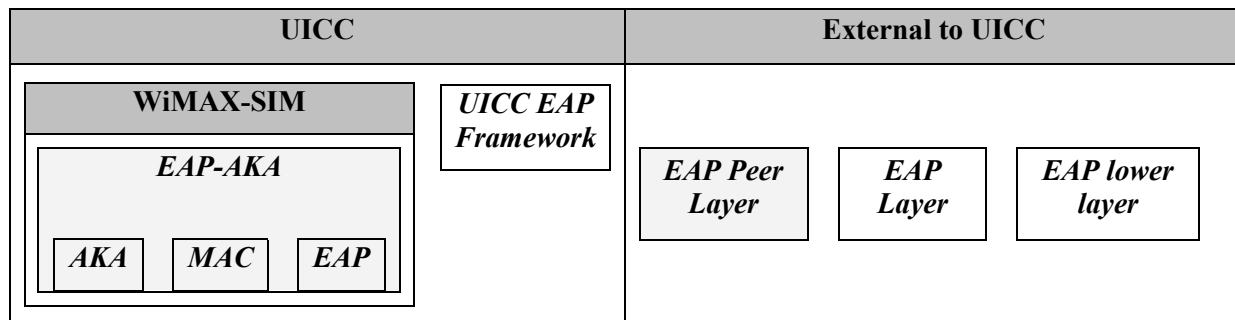 UICC
External to UICC
WiMAX-SIM
UICC EAP
Framework
EAP-AKA
AKA
MAC
EAP
EAP Peer
Layer
EAP
Layer
EAP lower
layer